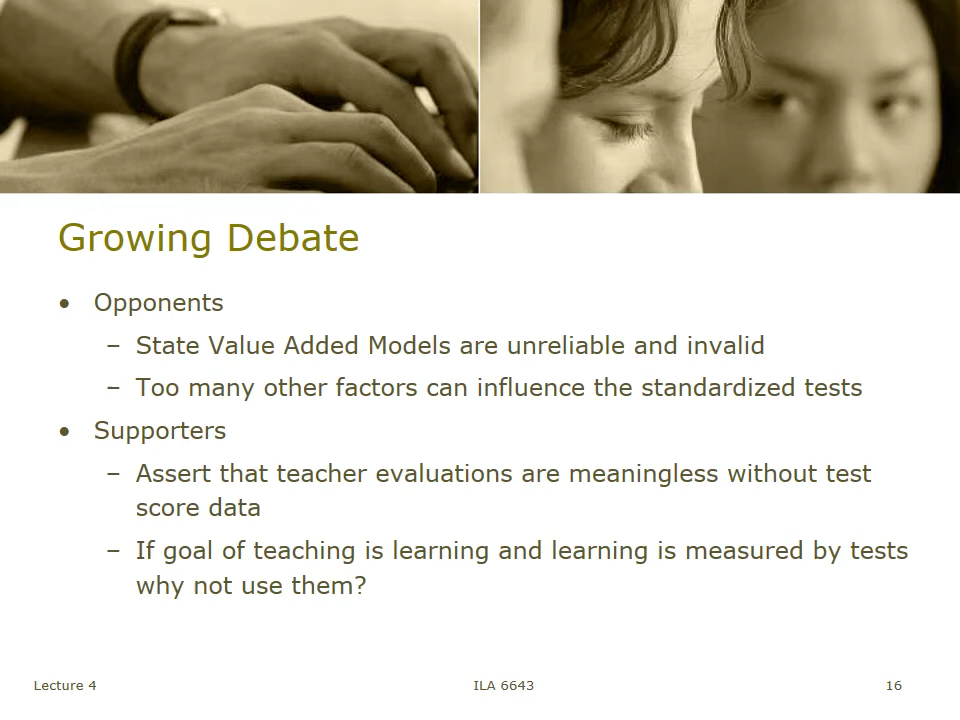 Growing Debate
• Opponents
– State Value Added Models are unreliable and invalid
– Too many other factors can influence the standardized tests
• Supporters
– Assert that teacher evaluations are meaningless without test
score data
– If goal of teaching is learning and learning is measured by tests
why not use them?
Lecture 4 ILA 6643 16